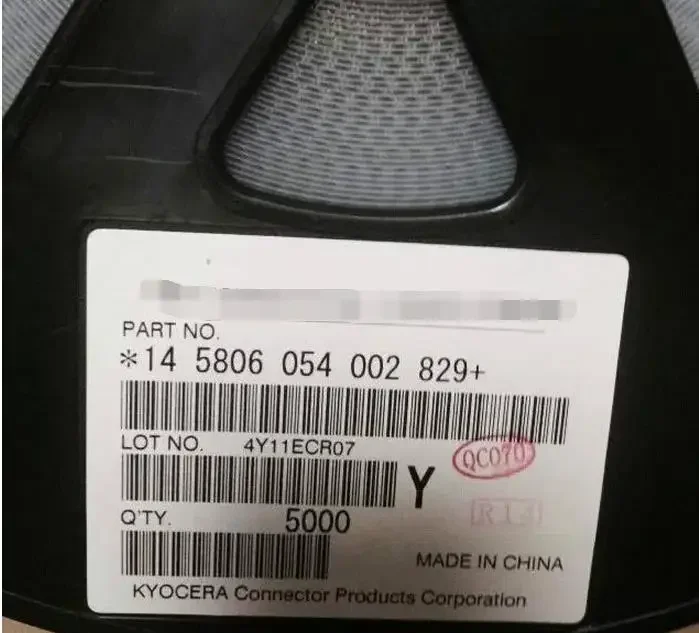 PART NO.
*14 5806 054 002 829+
LOT NO. 4Y11ECR07
QC070
Y
Q'TY. 5000
MADE IN CHINA
KYOCERA Connector Products Corporation